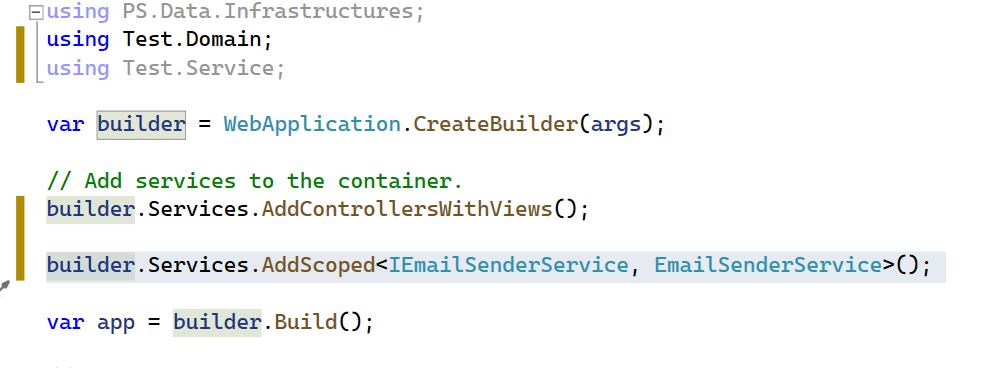 using PS.Data.Infrastructures;
using Test.Domain;
using Test.Service;
var builder = WebApplication.CreateBuilder(args);
// Add services to the container.
builder.Services.AddControllersWithViews();
builder.Services.AddScoped<IEmailSenderService, EmailSenderService>();
var app = builder.Build();